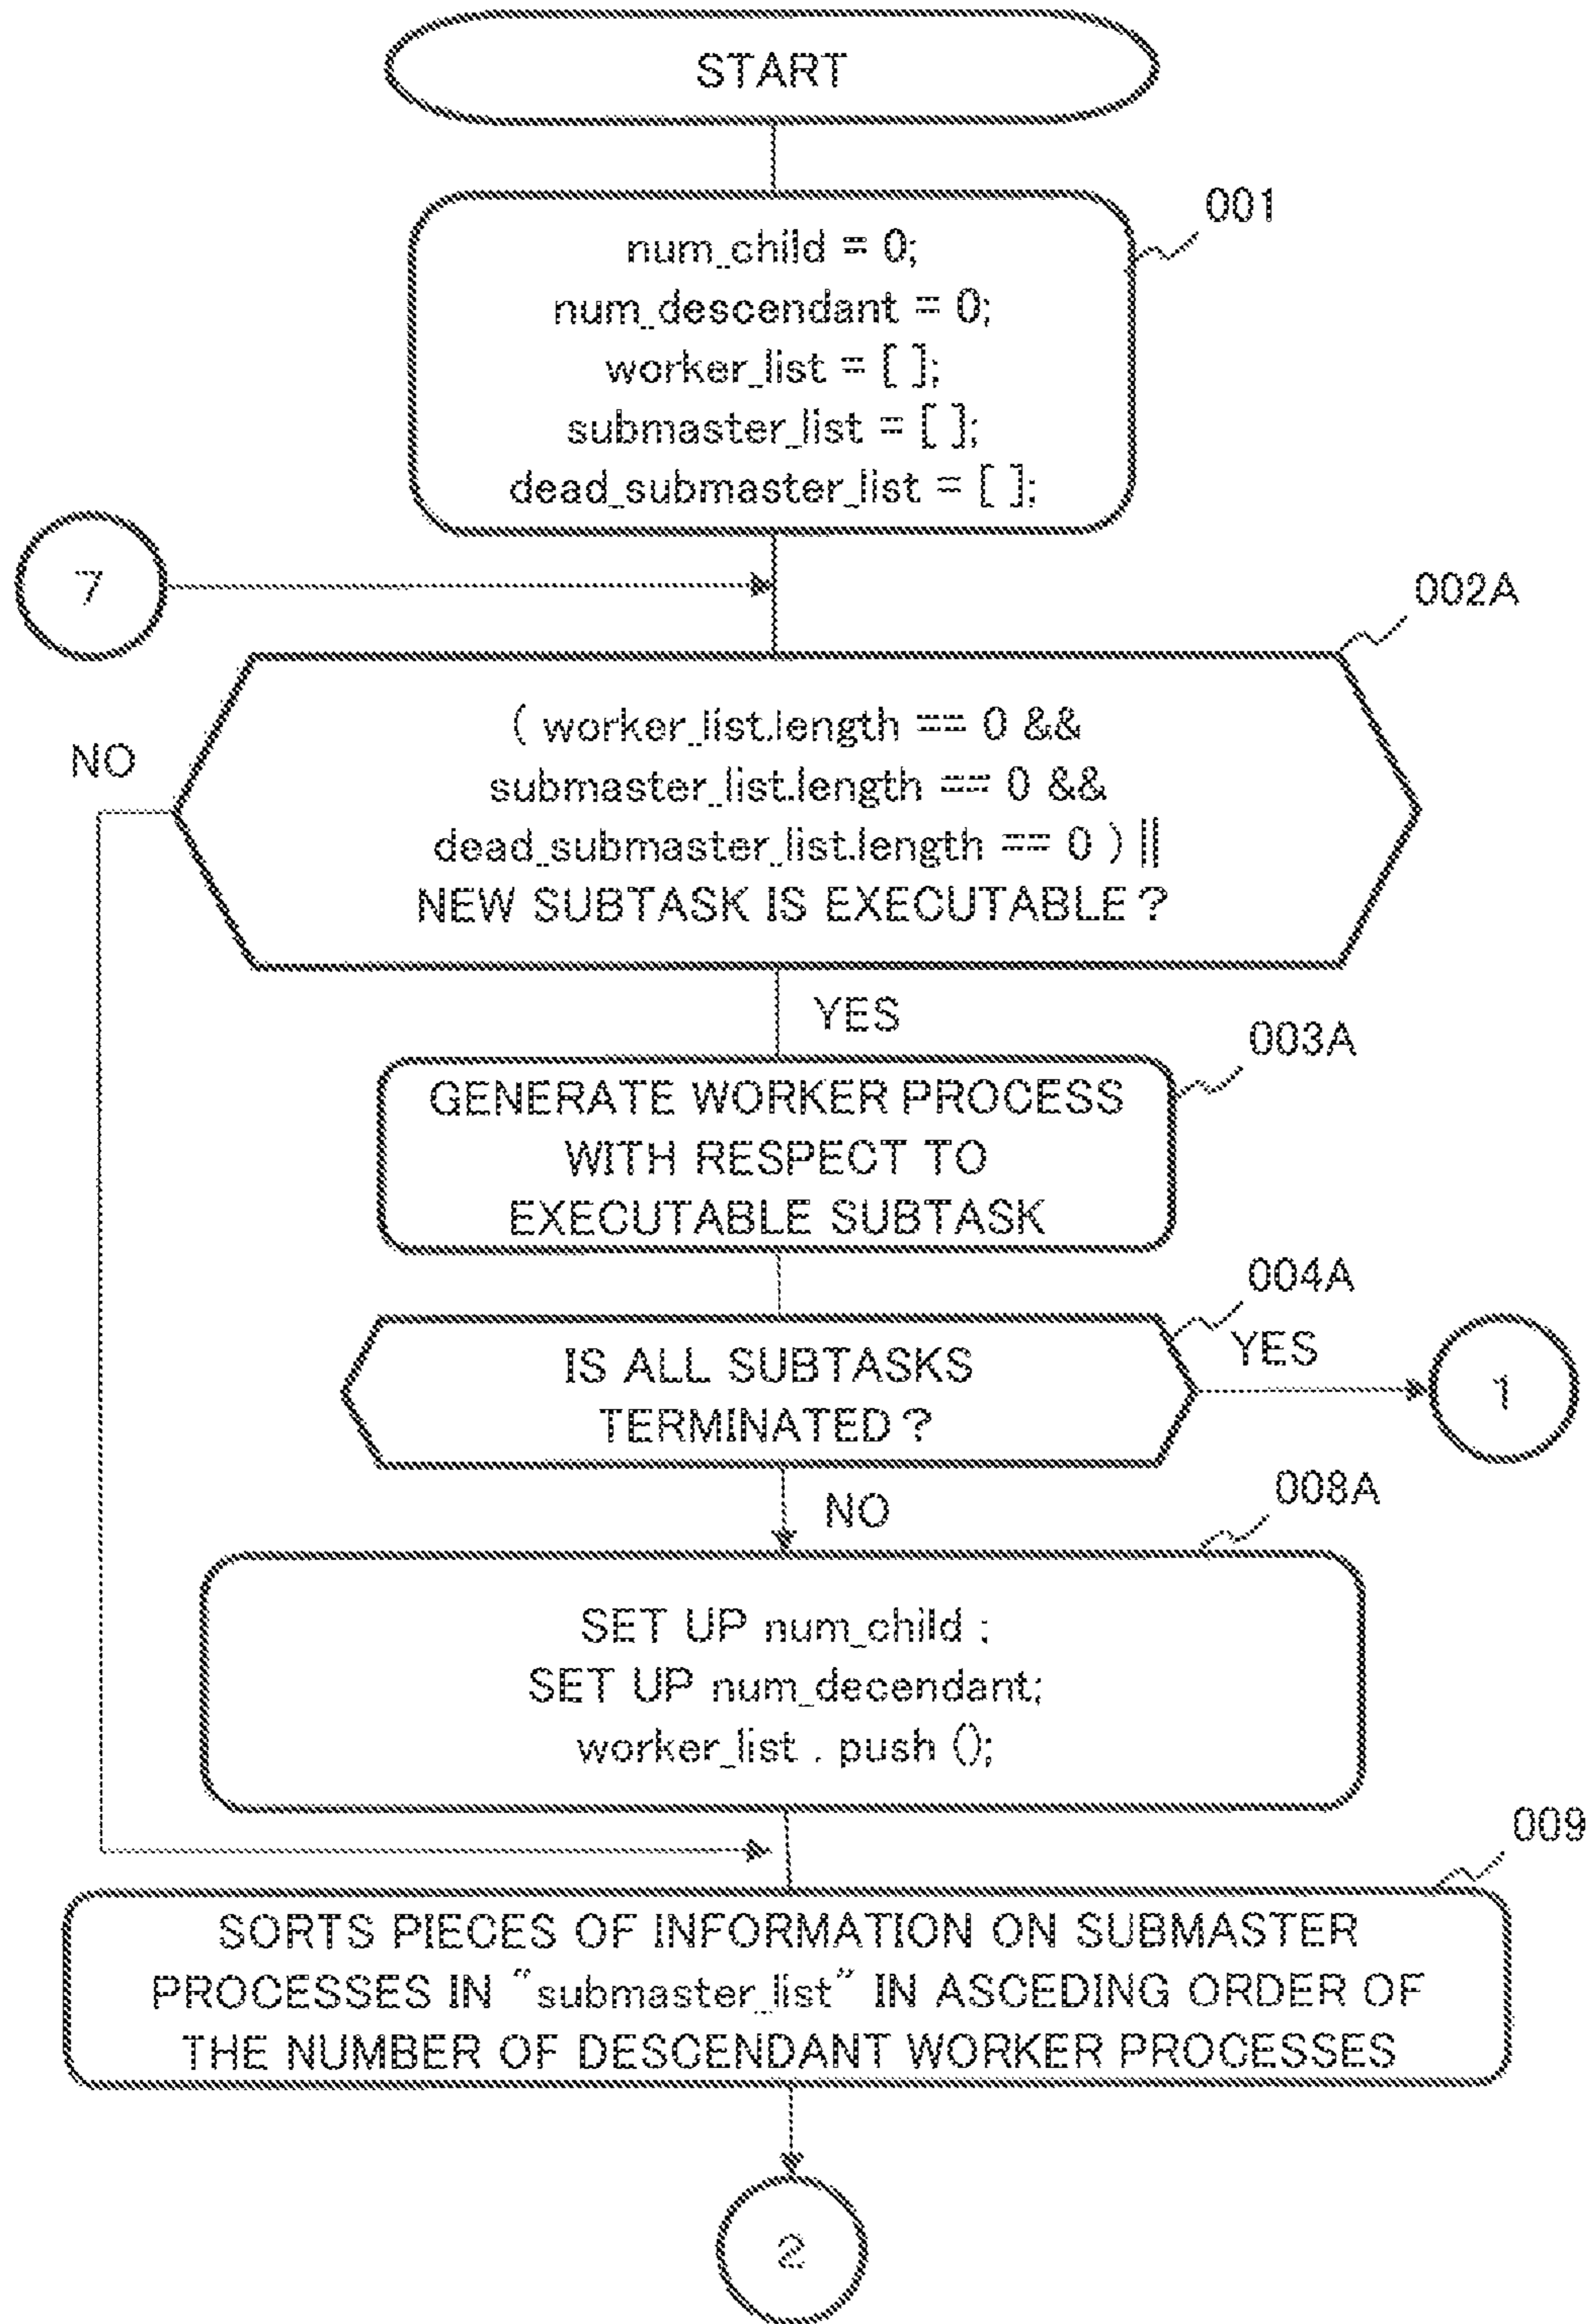 START
001
num_child = 0;
num_descendant = 0;
worker_list = [ ];
submaster_list = [ ];
dead_submaster_list = [ ];
7
002A
( worker_list.length == 0 &&
submaster_list.length == 0 &&
dead_submaster_list.length == 0 ) ||
NEW SUBTASK IS EXECUTABLE ?
NO
YES
003A
GENERATE WORKER PROCESS
WITH RESPECT TO
EXECUTABLE SUBTASK
004A
IS ALL SUBTASKS
TERMINATED ?
YES
1
NO
008A
SET UP num_child ;
SET UP num_decendant;
worker_list . push ();
009
SORTS PIECES OF INFORMATION ON SUBMASTER
PROCESSES IN "submaster_list" IN ASCEDING ORDER OF
THE NUMBER OF DESCENDANT WORKER PROCESSES
2